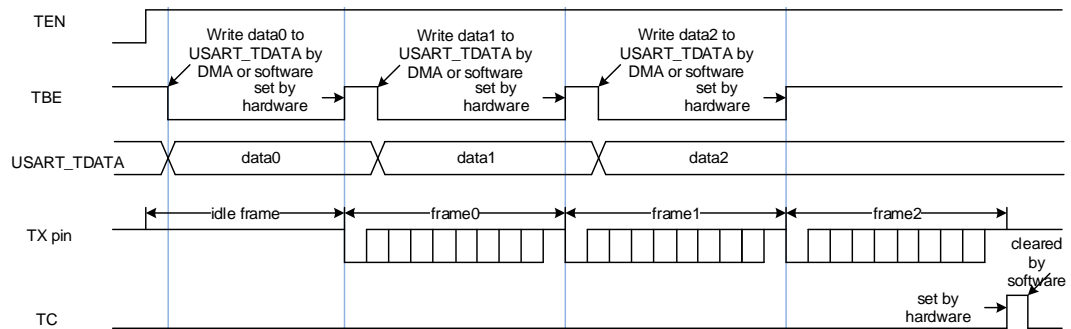 TEN
Write data0 to
USART_TDATA by
DMA or software
Write data1 to
USART_TDATA by
DMA or software
Write data2 to
USART_TDATA by
DMA or software
TBE
set by
hardware
set by
hardware
set by
hardware
USART_TDATA
data0
data1
data2
idle frame
frame0
frame1
frame2
TX pin
cleared
by
software
set by
hardware
TC